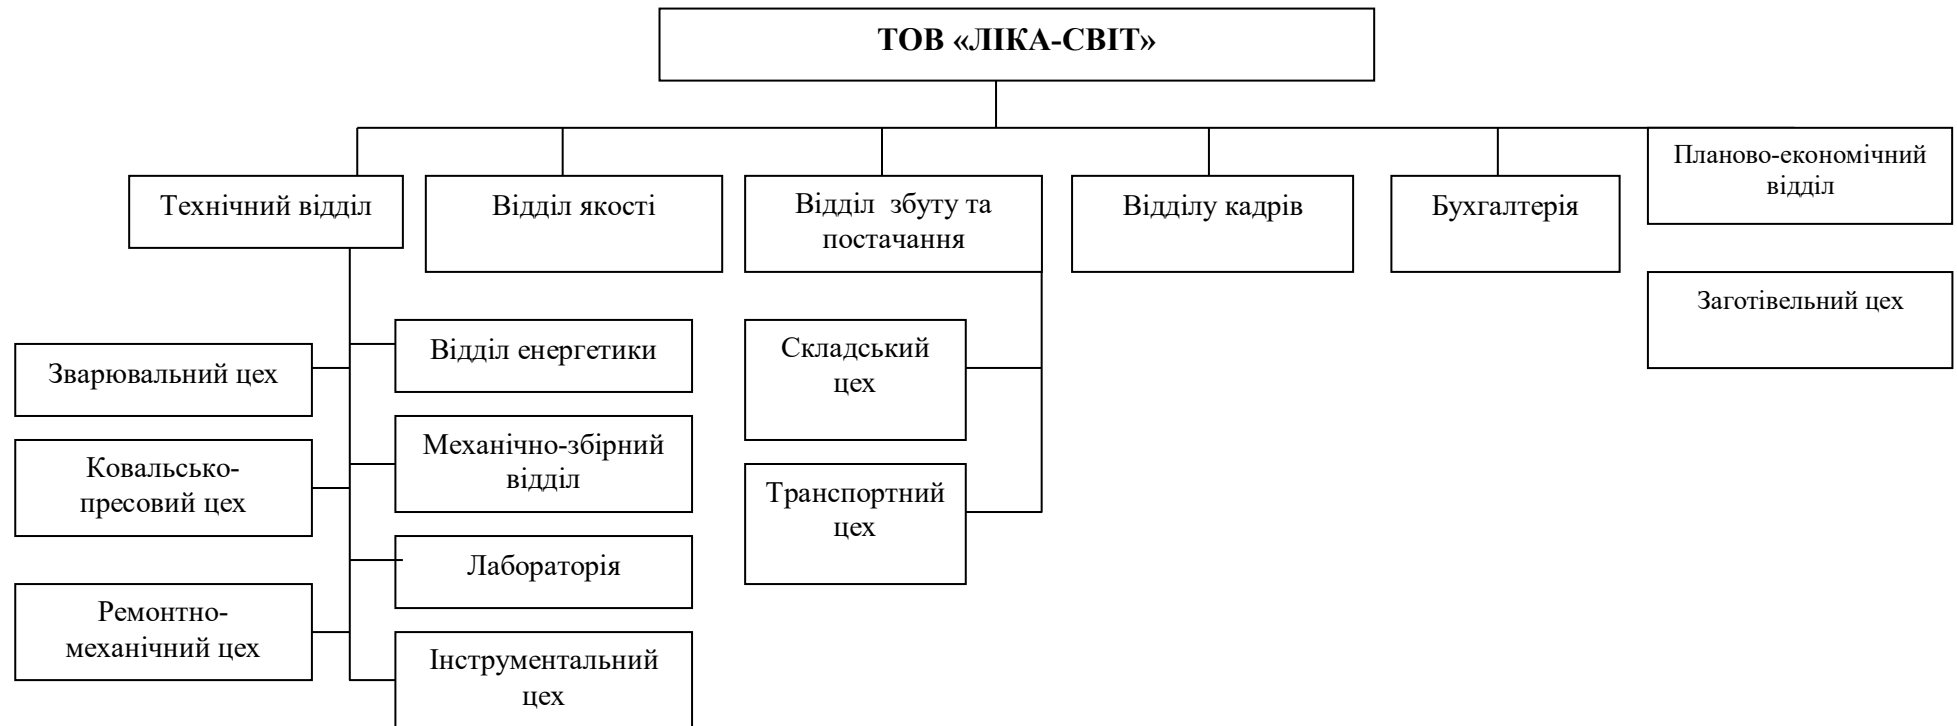 ТОВ «ЛІКА-СВІТ»
Технічний відділ
Відділ якості
Відділ збуту та
постачання
Відділу кадрів
Бухгалтерія
Планово-економічний
відділ
Заготівельний цех
Зварювальний цех
Ковальсько-
пресовий цех
Ремонтно-
механічний цех
Відділ енергетики
Механічно-збірний
відділ
Лабораторія
Інструментальний
цех
Складський
цех
Транспортний
цех